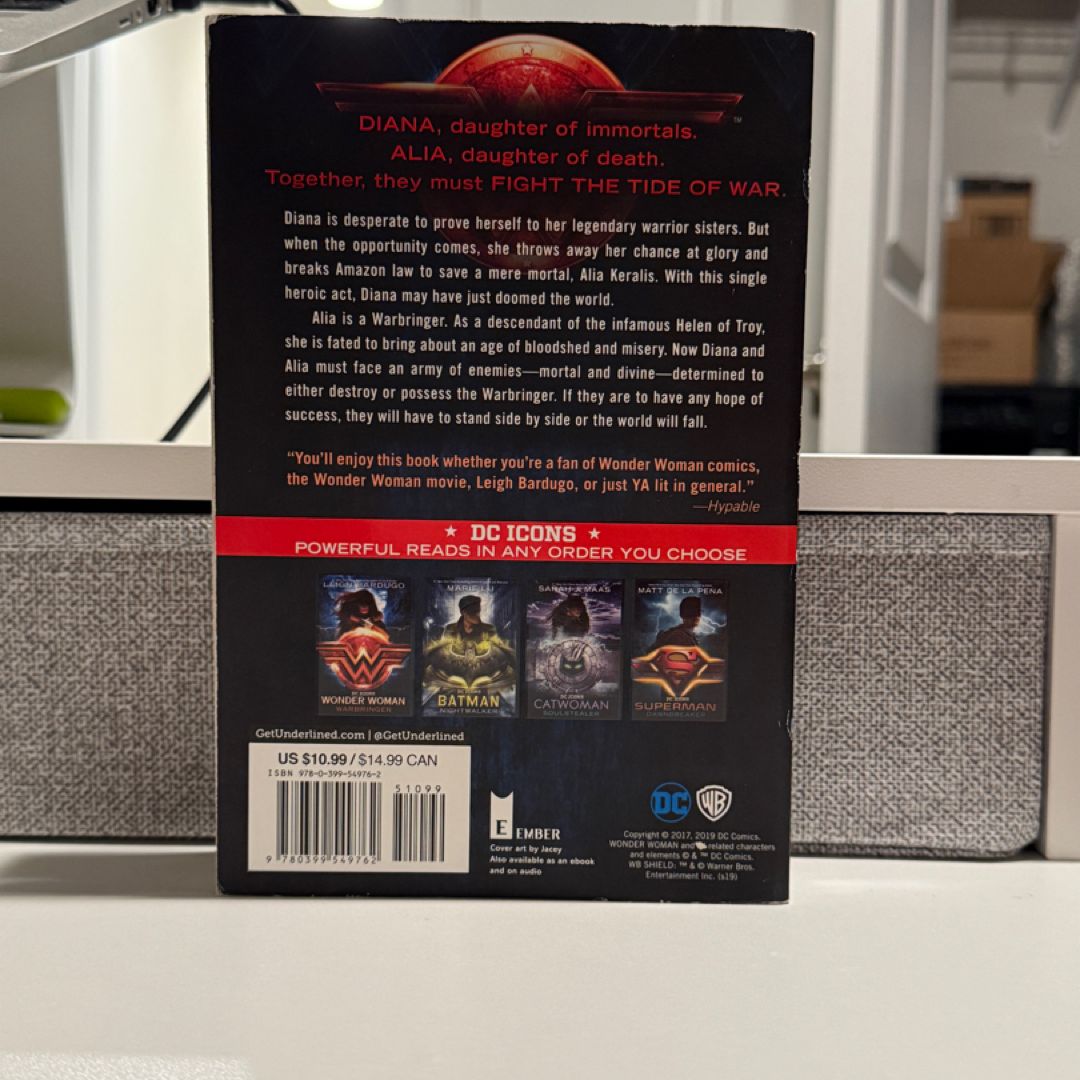 ™
DIANA, daughter of immortals.
ALIA, daughter of death.
Together, they must FIGHT THE TIDE OF WAR.
Diana is desperate to prove herself to her legendary warrior sisters. But
when the opportunity comes, she throws away her chance at glory and
breaks Amazon law to save a mere mortal, Alia Keralis. With this single
heroic act, Diana may have just doomed the world.
Alia is a Warbringer. As a descendant of the infamous Helen of Troy,
she is fated to bring about an age of bloodshed and misery. Now Diana and
Alia must face an army of enemies—mortal and divine—determined to
either destroy or possess the Warbringer. If they are to have any hope of
success, they will have to stand side by side or the world will fall.
“You’ll enjoy this book whether you’re a fan of Wonder Woman comics,
the Wonder Woman movie, Leigh Bardugo, or just YA lit in general.”
—Hypable
★ DC ICONS ★
POWERFUL READS IN ANY ORDER YOU CHOOSE
LEIGH BARDUGO
DC ICONS
WONDER WOMAN
WARBRINGER
MARIE LU
DC ICONS
BATMAN
NIGHTWALKER
SARAH J. MAAS
DC ICONS
CATWOMAN
SOULSTEALER
MATT DE LA PEÑA
DC ICONS
SUPERMAN
DAWNBREAKER
GetUnderlined.com | @GetUnderlined
US $10.99 / $14.99 CAN
ISBN 978-0-399-54976-2
51099
9 780399 549762
E EMBER
Cover art by Jacey
Also available as an ebook
and on audio
DC WB
Copyright © 2017, 2019 DC Comics.
WONDER WOMAN and related characters
and elements © & ™ DC Comics.
WB SHIELD: ™ & © Warner Bros.
Entertainment Inc. (s19)